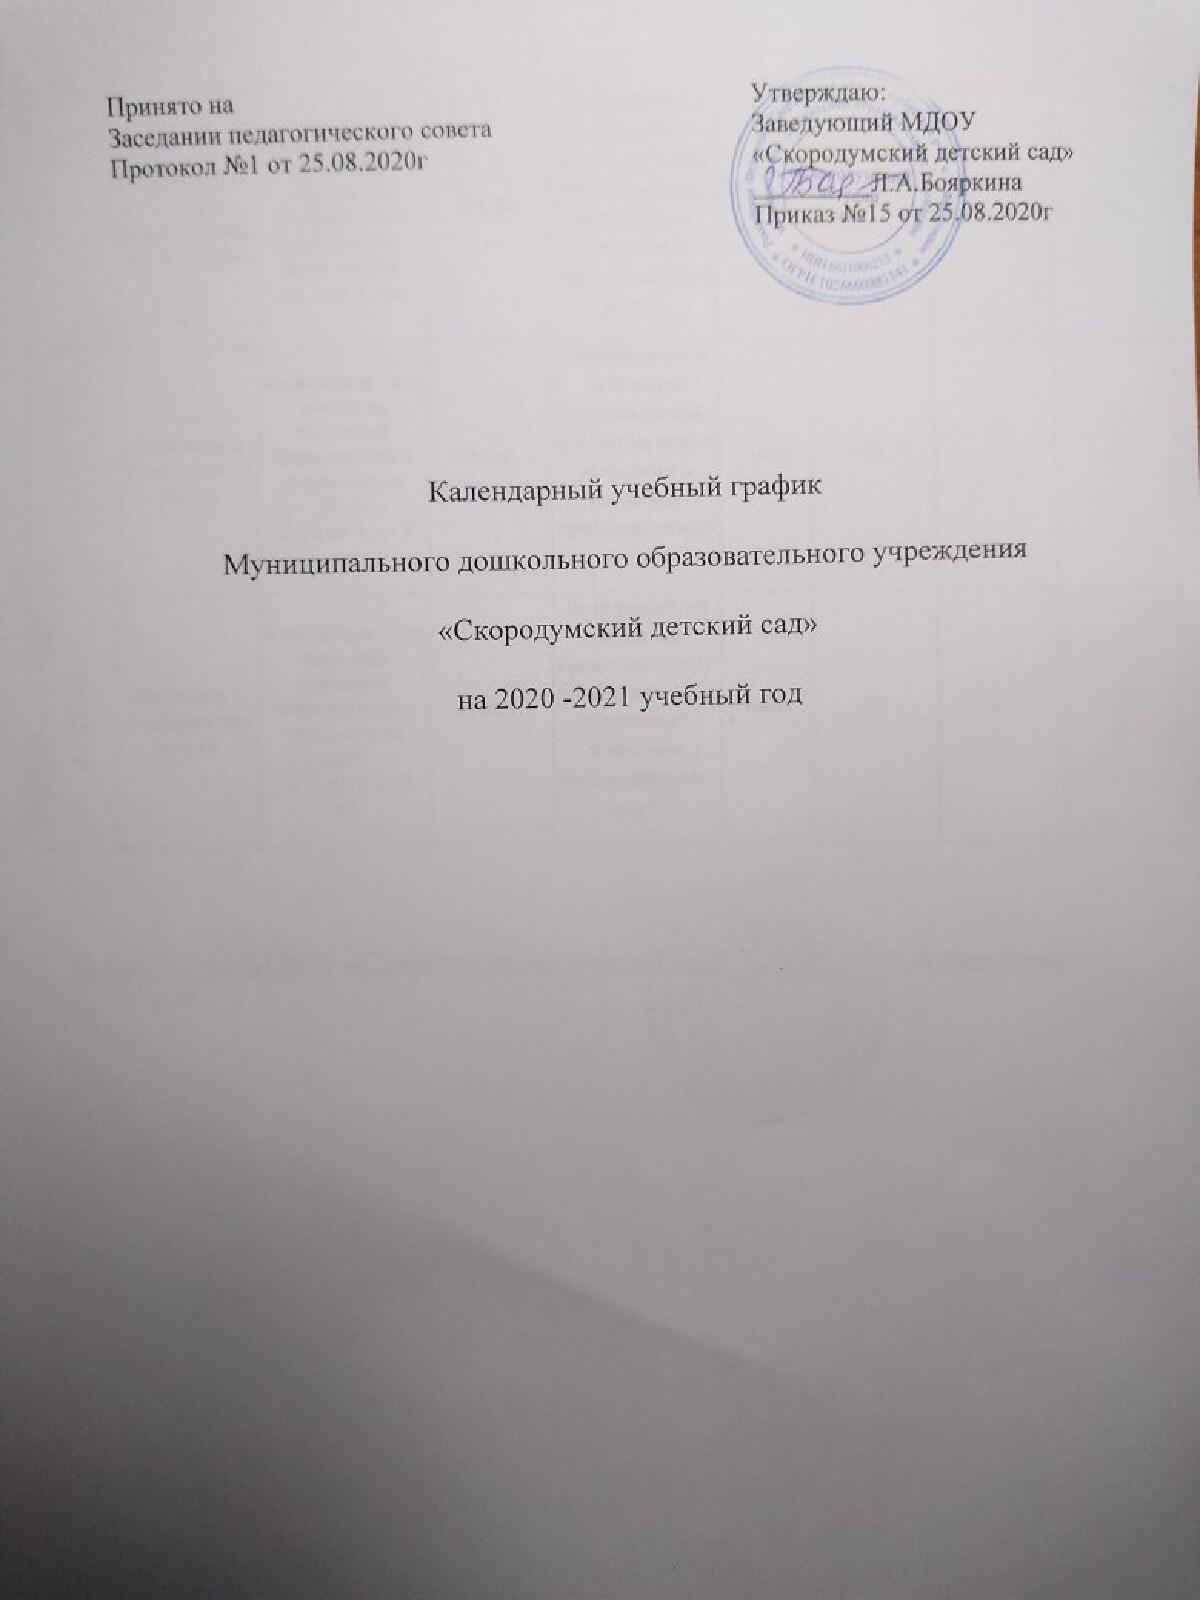 Принято на
Заседании педагогического совета
Протокол №1 от 25.08.2020г
Утверждаю:
Заведующий МДОУ
«Скородумский детский сад»
Л.А.Бояркина
Приказ №15 от 25.08.2020г
Календарный учебный график
Муниципального дошкольного образовательного учреждения
«Скородумский детский сад»
на 2020 -2021 учебный год